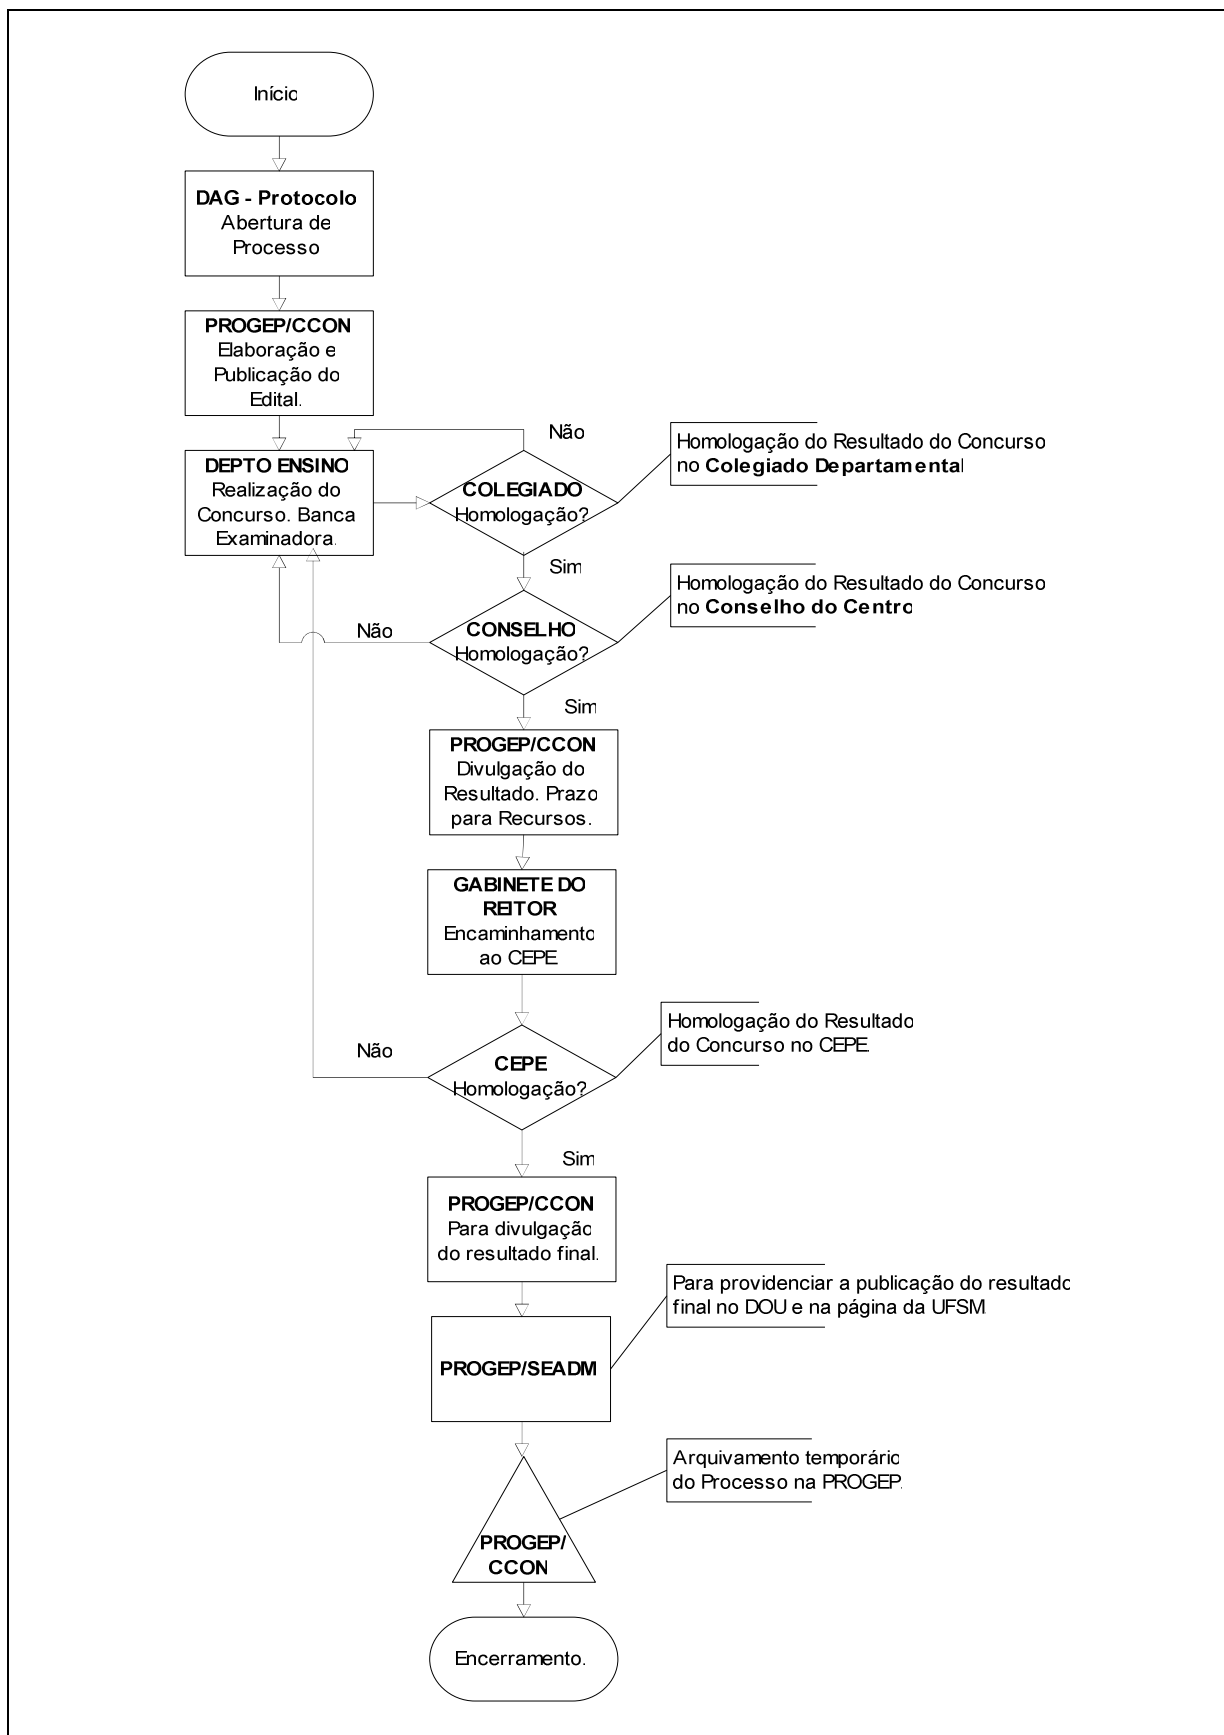 Início
DAG - Protocolo
Abertura de
Processo
PROGEP/CCON
Elaboração e
Publicação do
Edital.
DEPTO ENSINO
Realização do
Concurso. Banca
Examinadora.
Não
COLEGIADO
Homologação?
Homologação do Resultado do Concurso
no Colegiado Departamental
Sim
Não
CONSELHO
Homologação?
Homologação do Resultado do Concurso
no Conselho do Centro
Sim
PROGEP/CCON
Divulgação do
Resultado. Prazo
para Recursos.
GABINETE DO
REITOR
Encaminhamento
ao CEPE
Não
CEPE
Homologação?
Homologação do Resultado
do Concurso no CEPE.
Sim
PROGEP/CCON
Para divulgação
do resultado final.
PROGEP/SEADM
Para providenciar a publicação do resultado
final no DOU e na página da UFSM
PROGEP/
CCON
Arquivamento temporário
do Processo na PROGEP.
Encerramento.